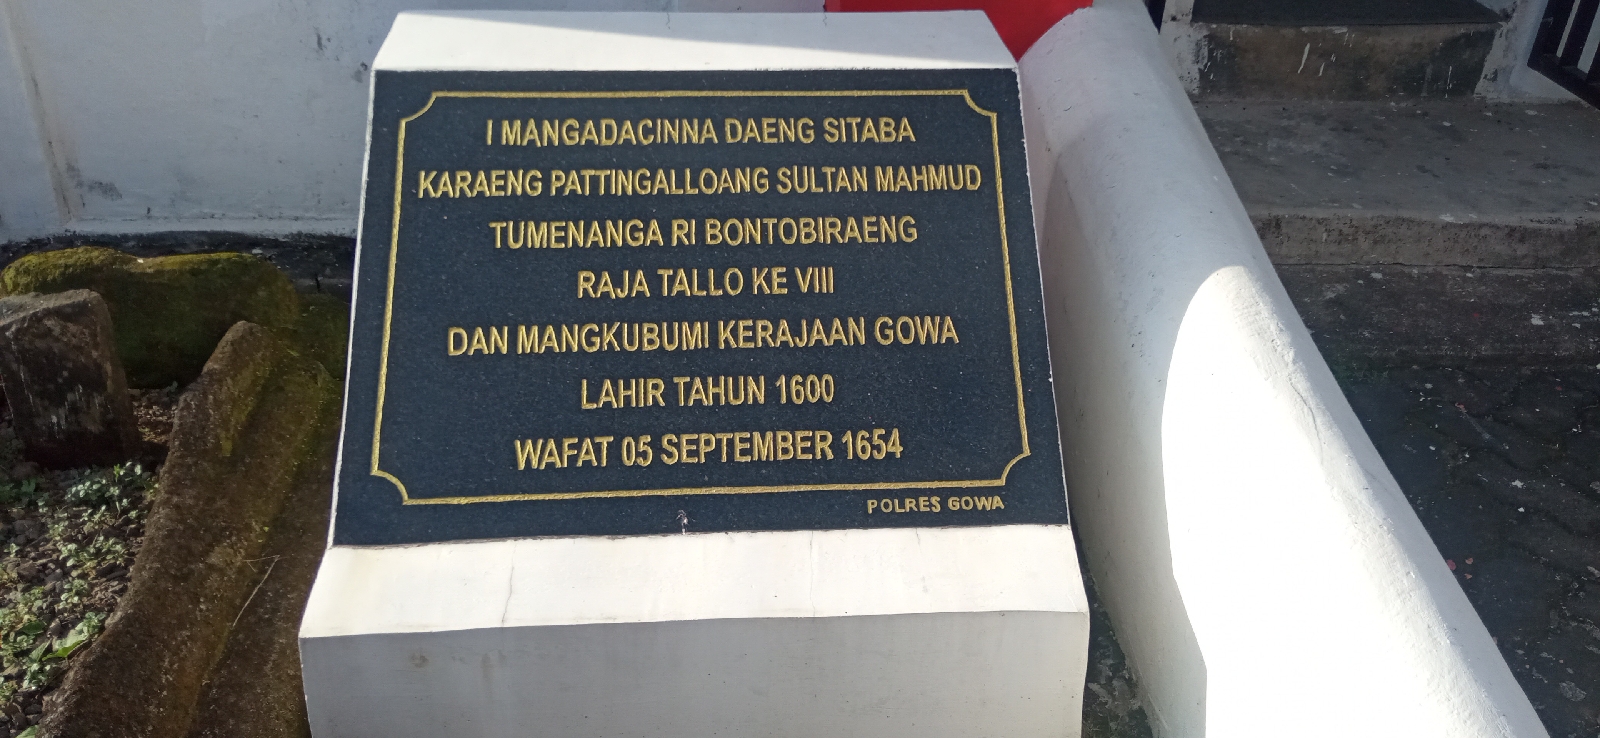 I MANGADACINNA DAENG SITABA
KARAENG PATTINGALLOANG SULTAN MAHMUD
TUMENANGA RI BONTOBIRAENG
RAJA TALLO KE VIII
DAN MANGKUBUMI KERAJAAN GOWA
LAHIR TAHUN 1600
WAFAT 05 SEPTEMBER 1654
POLRES GOWA